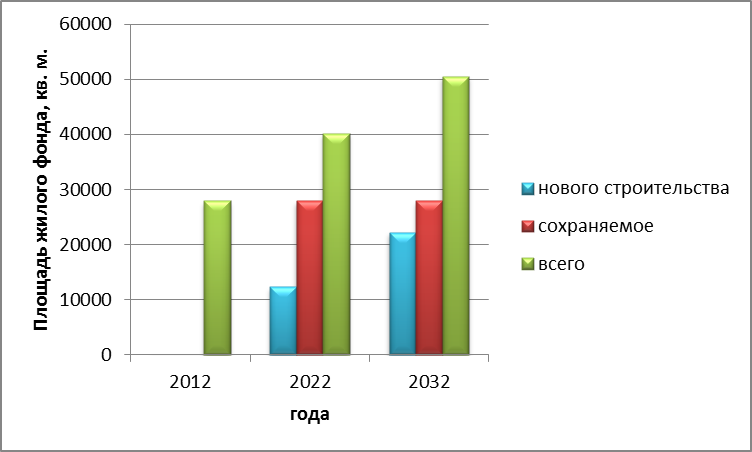 Площадь жилого фонда, кв. м.
60000
50000
40000
30000
20000
10000
0
2012
2022
2032
года
нового строительства
сохраняемое
всего